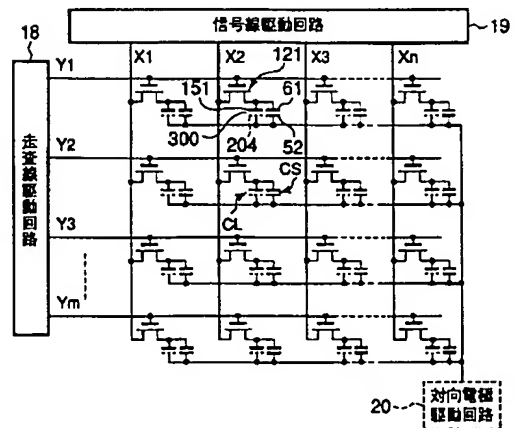 信号線駆動回路
19
18
X1 X2 X3 Xn
Y1
121
151
61
300
204
52
走査線駆動回路
Y2
CS
CL
Y3
Ym
20
対向電極
駆動回路